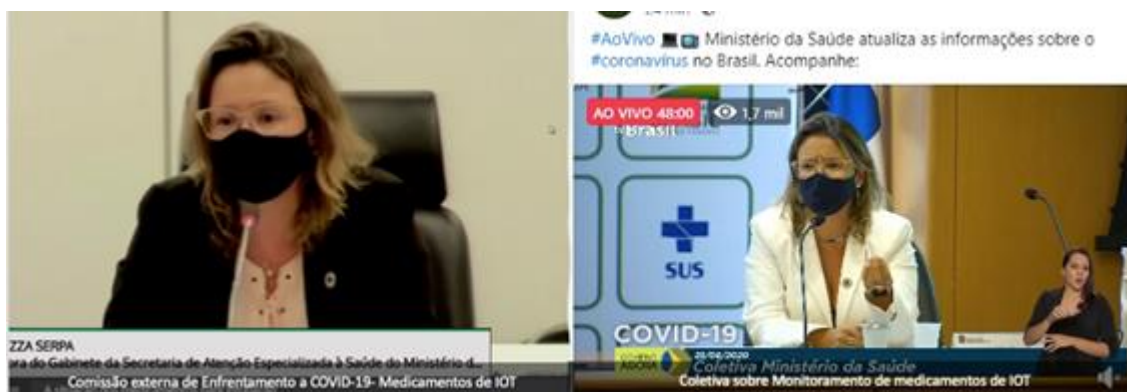 #AoVivo Ministério da Saúde atualiza as informações sobre o
#coronavírus no Brasil. Acompanhe:
AO VIVO 48:00 1,7 mil
Brasil
SUS
COVID-19
ZZA SERPA
ara do Gabinete da Secretaria de Atenção Especializada à Saúde do Ministério d...
Comissão externa de Enfrentamento a COVID-19- Medicamentos de IOT
Coletiva Ministério da Saúde
Coletiva sobre Monitoramento de medicamentos de IOT